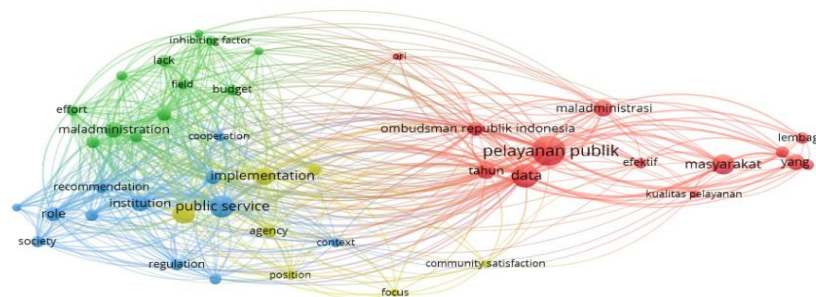 inhibiting factor
ori
lack
field
budget
effort
maladministrasi
maladministration
cooperation
ombudsman republik indonesia
lembag
pelayanan publik
efektif
masyarakat
yang
tahun
data
implementation
recommendation
kualitas pelayanan
institution
public service
role
agency
society
context
regulation
community satisfaction
position
focus